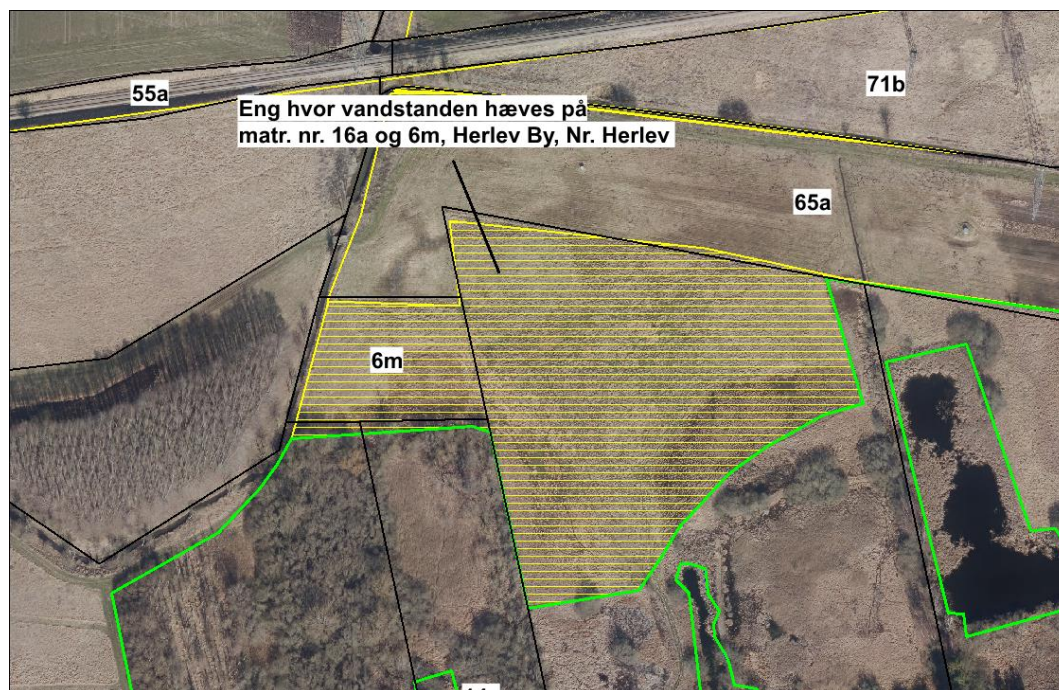 55a
71b
Eng hvor vandstanden hæves på
matr. nr. 16a og 6m, Herlev By, Nr. Herlev
65a
6m